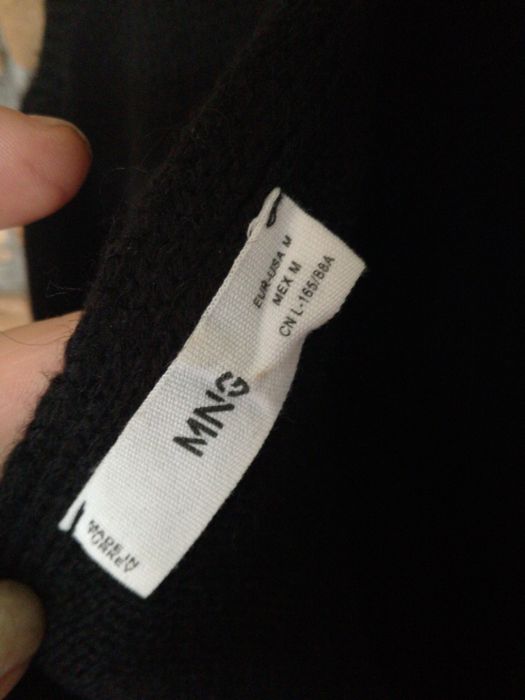 EUR-USA M
MEX M
CN L-165/88A
MNG
MADE IN
TURKEY